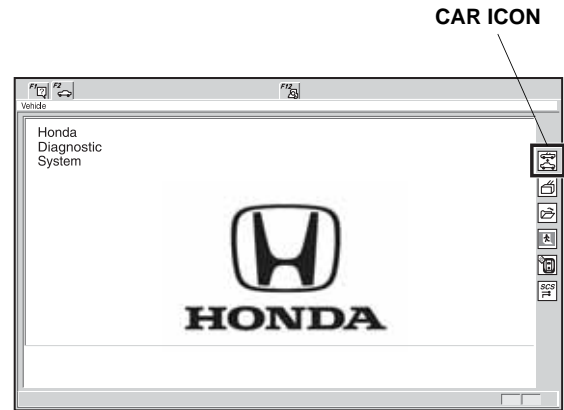 CAR ICON
F1 F2 F12
?
Vehicle
Honda
Diagnostic
System
HONDA
SCS